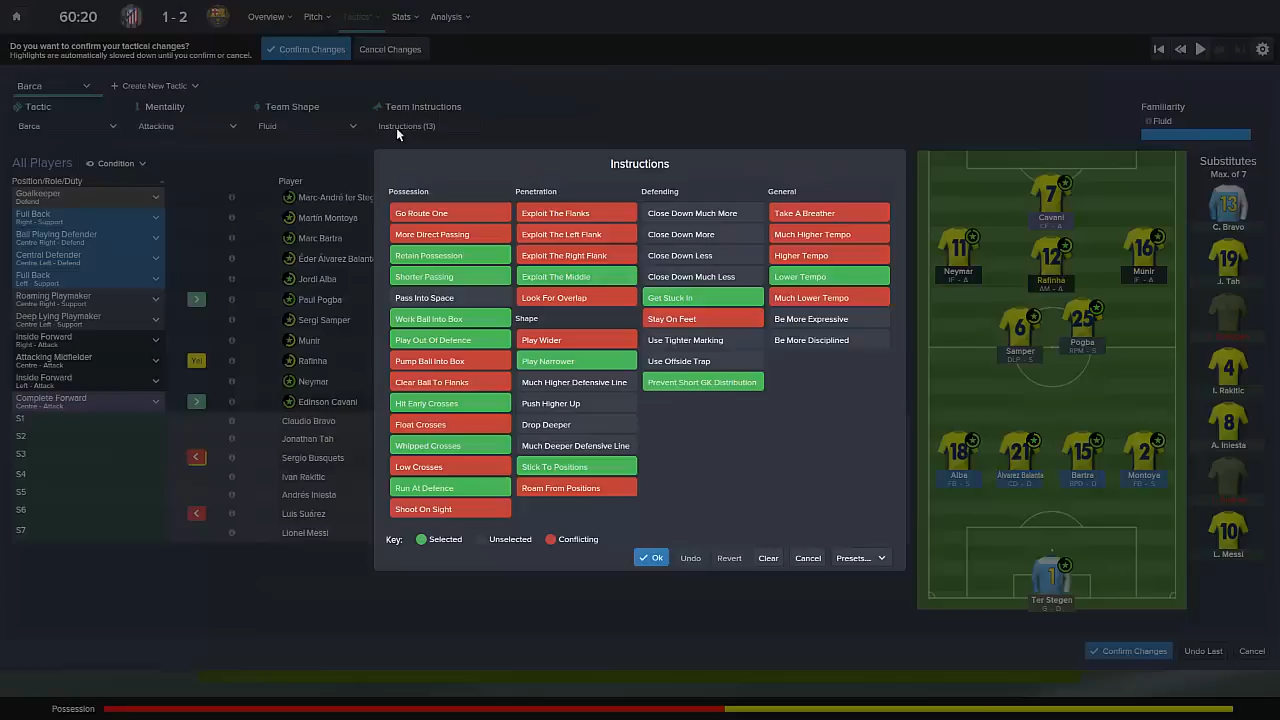 60:20
1 - 2
Overview
Pitch
Tactics*
Stats
Analysis
Do you want to confirm your tactical changes?
Highlights are automatically slowed down until you confirm or cancel.
Confirm Changes
Cancel Changes
Barca
+ Create New Tactic
Tactic
Mentality
Team Shape
Team Instructions
Familiarity
Barca
Attacking
Fluid
Instructions (13)
Fluid
All Players
Condition
Position/Role/Duty
Player
Goalkeeper
Defend
Marc-André ter Steg
Full Back
Right - Support
Martín Montoya
Ball Playing Defender
Centre Right - Defend
Marc Bartra
Central Defender
Centre Left - Defend
Éder Álvarez Balant
Full Back
Left - Support
Jordi Alba
Roaming Playmaker
Centre Right - Support
Paul Pogba
Deep Lying Playmaker
Centre Left - Support
Sergi Samper
Inside Forward
Right - Attack
Munir
Attacking Midfielder
Centre - Attack
Yel
Rafinha
Inside Forward
Left - Attack
Neymar
Complete Forward
Centre - Attack
Edinson Cavani
S1
Claudio Bravo
S2
Jonathan Tah
S3
Sergio Busquets
S4
Ivan Rakitic
S5
Andrés Iniesta
S6
Luis Suárez
S7
Lionel Messi
Instructions
Possession
Go Route One
More Direct Passing
Retain Possession
Shorter Passing
Pass Into Space
Work Ball Into Box
Play Out Of Defence
Pump Ball Into Box
Clear Ball To Flanks
Hit Early Crosses
Float Crosses
Whipped Crosses
Low Crosses
Run At Defence
Shoot On Sight
Penetration
Exploit The Flanks
Exploit The Left Flank
Exploit The Right Flank
Exploit The Middle
Look For Overlap
Shape
Play Wider
Play Narrower
Much Higher Defensive Line
Push Higher Up
Drop Deeper
Much Deeper Defensive Line
Stick To Positions
Roam From Positions
Defending
Close Down Much More
Close Down More
Close Down Less
Close Down Much Less
Get Stuck In
Stay On Feet
Use Tighter Marking
Use Offside Trap
Prevent Short GK Distribution
General
Take A Breather
Much Higher Tempo
Higher Tempo
Lower Tempo
Much Lower Tempo
Be More Expressive
Be More Disciplined
Key:
Selected
Unselected
Conflicting
Ok
Undo
Revert
Clear
Cancel
Presets...
7
Cavani
CF - A
11
Neymar
IF - A
12
Rafinha
AM - A
16
Munir
IF - A
6
Samper
DLP - S
25
Pogba
RPM - S
18
Alba
FB - S
21
Álvarez Balanta
CD - D
15
Bartra
BPD - D
2
Montoya
FB - S
1
Ter Stegen
G - D
Substitutes
Max. of 7
13
C. Bravo
19
J. Tah
4
I. Rakitic
8
A. Iniesta
10
L. Messi
Confirm Changes
Undo Last
Cancel
Possession